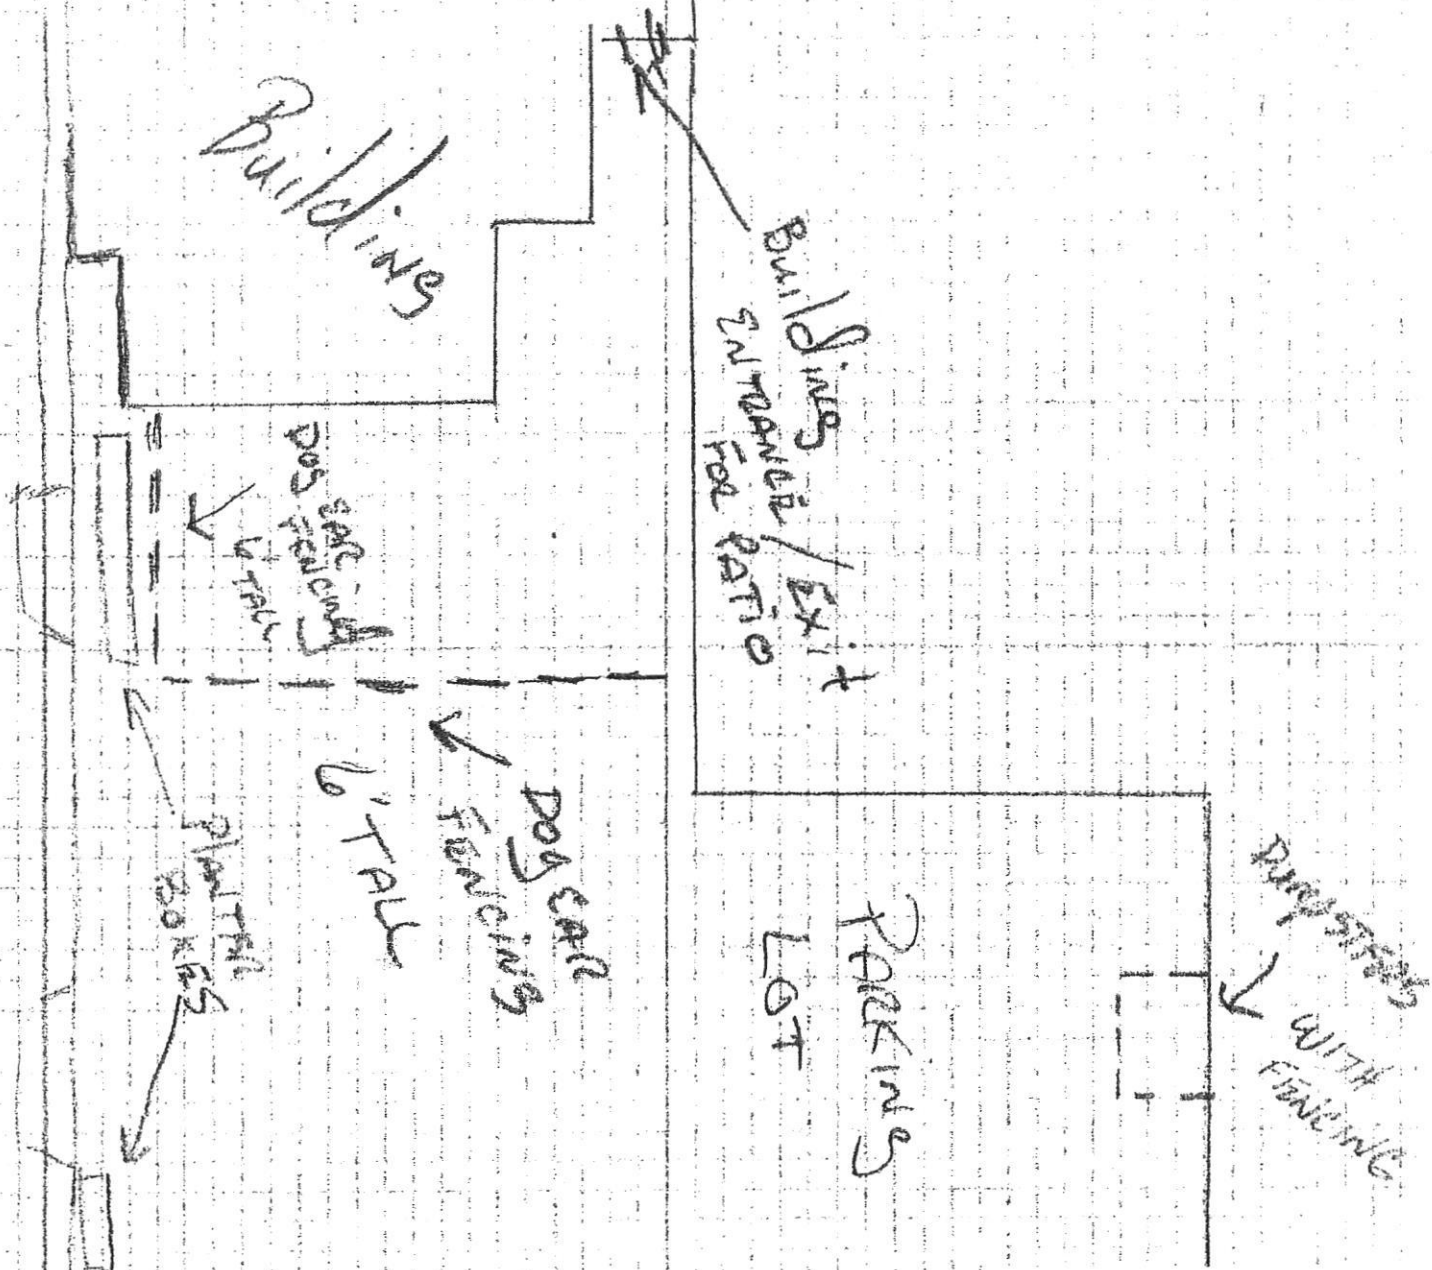 Building
Building
ENTRANCE / Exit
FOR PATIO
DOG EAR
FENCING
6' TALL
DUMPSTERS
WITH
FENCING
PARKING
LOT
DOG EAR
FENCING
6' TALL
PLANTER
BOXES